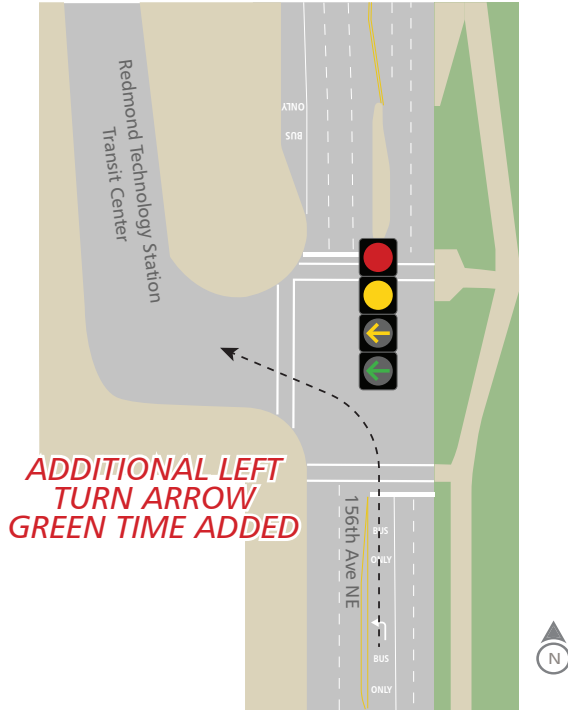 Redmond Technology Station
Transit Center
ONLY
BUS
ADDITIONAL LEFT
TURN ARROW
GREEN TIME ADDED
156th Ave NE
BUS
ONLY
BUS
ONLY
N